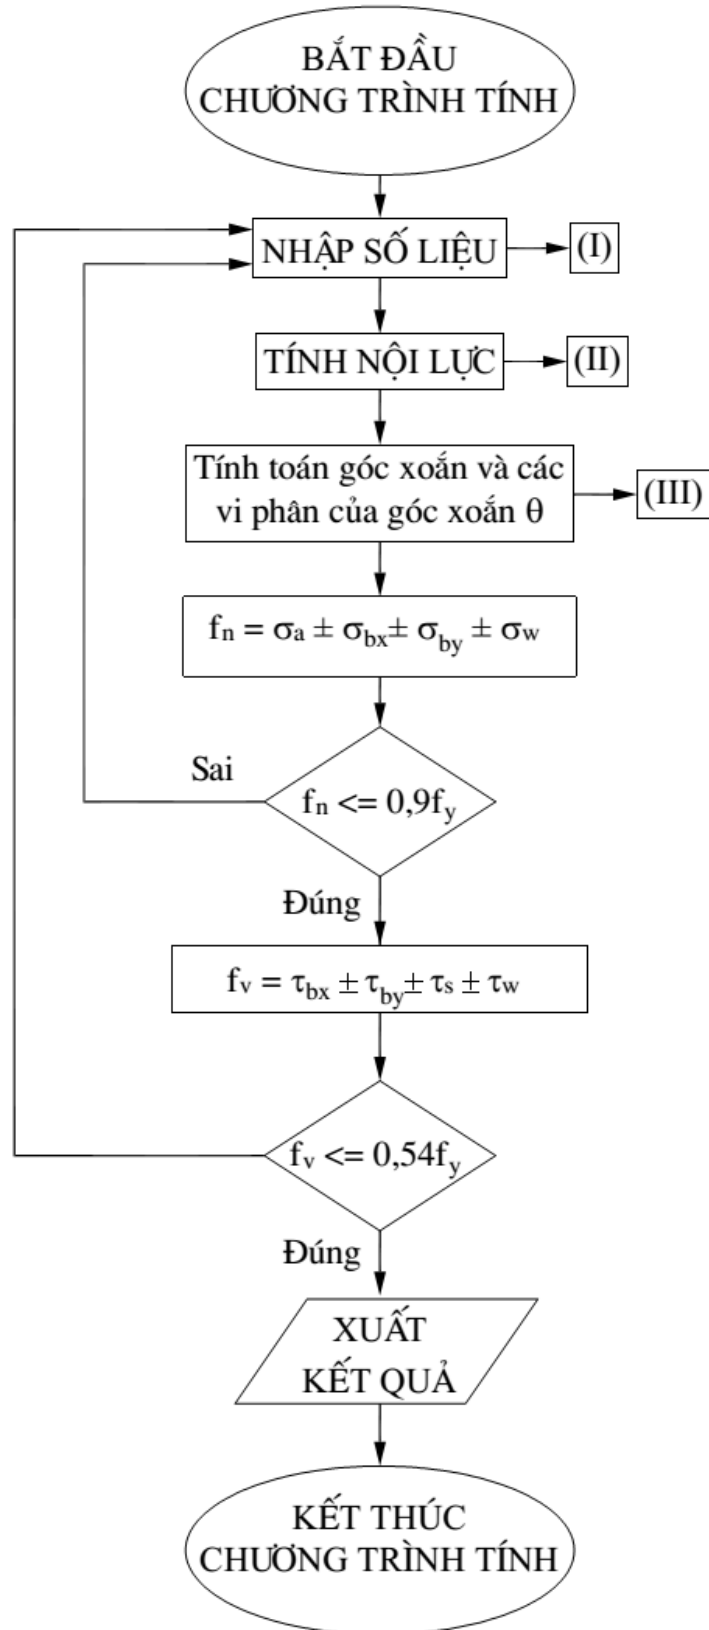 BẮT ĐẦU
CHƯƠNG TRÌNH TÍNH
NHẬP SỐ LIỆU
(I)
TÍNH NỘI LỰC
(II)
Tính toán góc xoắn và các
vi phân của góc xoắn θ
(III)
fn = σa ± σbx ± σby ± σw
Sai
fn <= 0,9fy
Đúng
fv = τbx ± τby ± τs ± τw
fv <= 0,54fy
Đúng
XUẤT
KẾT QUẢ
KẾT THÚC
CHƯƠNG TRÌNH TÍNH